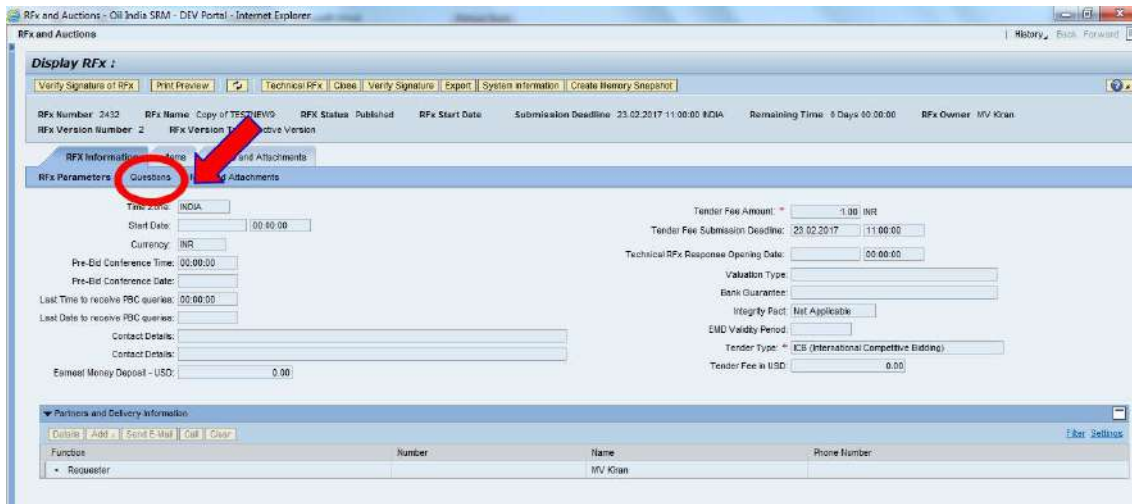 RFx and Auctions - Oil India SRM - DEV Portal - Internet Explorer
RFx and Auctions
History Back Forward
Display RFx :
Verify Signature of RFx Print Preview Technical RFx Close Verify Signature Export System Information Create Memory Snapshot
RFx Number 2432 RFx Name Copy of TESTNEW9 RFX Status Published RFx Start Date Submission Deadline 23.02.2017 11:00:00 INDIA Remaining Time 0 Days 00:00:00 RFx Owner MV Kiran
RFx Version Number 2 RFx Version Version
RFX Information and Attachments
RFx Parameters Questions Attachments
Time Zone: INDIA
Start Date: 00:00:00
Currency: INR
Pre-Bid Conference Time: 00:00:00
Pre-Bid Conference Date:
Last Time to receive PBC queries: 00:00:00
Last Date to receive PBC queries:
Contact Details:
Contact Details:
Earnest Money Deposit - USD: 0.00
Tender Fee Amount: * 1.00 INR
Tender Fee Submission Deadline: 23.02.2017 11:00:00
Technical RFx Response Opening Date: 00:00:00
Valuation Type:
Bank Guarantee:
Integrity Pact: Not Applicable
EMD Validity Period:
Tender Type: * ICB (International Competitive Bidding)
Tender Fee in USD: 0.00
Partners and Delivery Information
Details Add Send E-Mail Call Clear
Filter Settings
Function Number Name Phone Number
• Requester MV Kiran